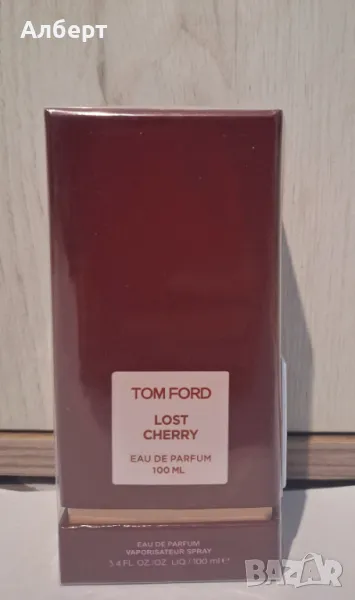 Алберт
TOM FORD
LOST
CHERRY
EAU DE PARFUM
100 ML
EAU DE PARFUM
VAPORISATEUR SPRAY
3.4 FL. OZ./OZ. LIQ./100 ml e
BAZAR